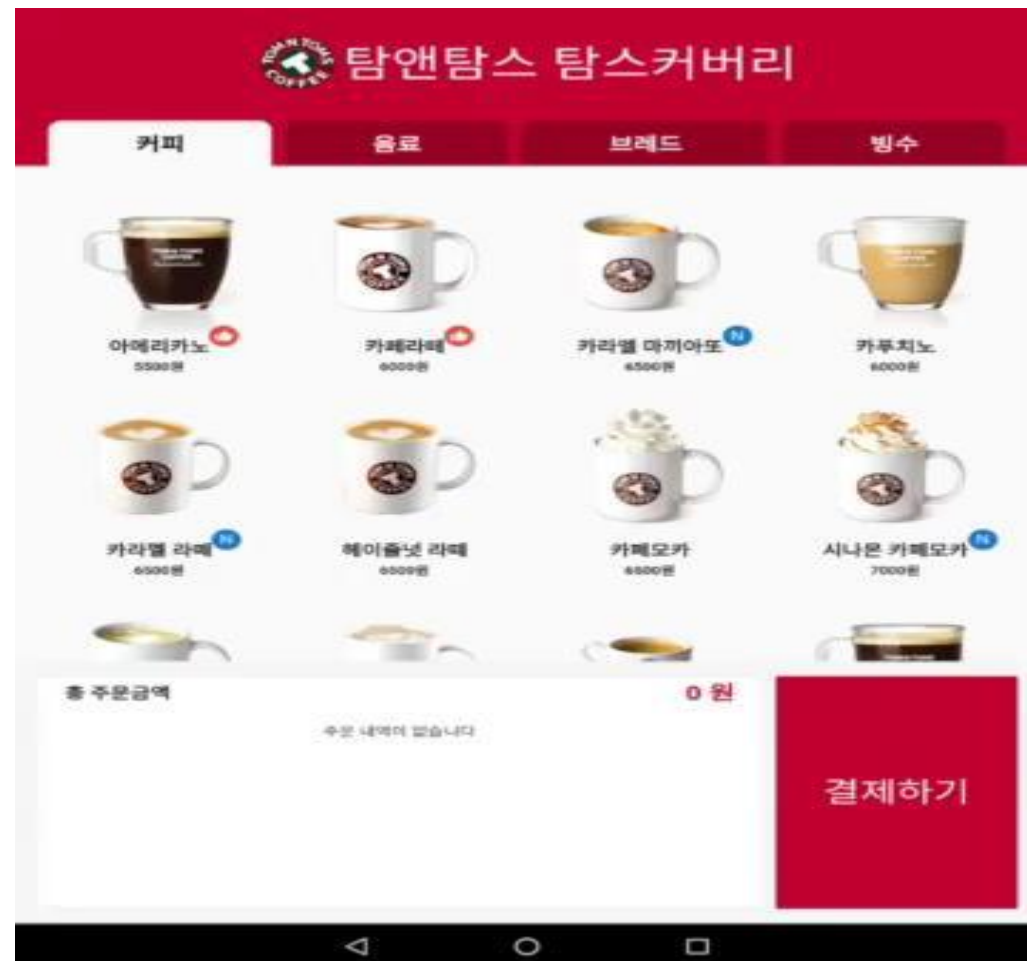 TOM N TOMS COFFEE
탐앤탐스 탐스커버리
커피 음료 브레드 빙수
아메리카노 카페라떼 카라멜 마끼아또 N 카푸치노
5500원 6000원 6500원 6000원
카라멜 라떼 N 헤이즐넛 라떼 카페모카 시나몬 카페모카 N
6500원 6500원 6500원 7000원
총 주문금액 0 원
주문 내역이 없습니다
결제하기